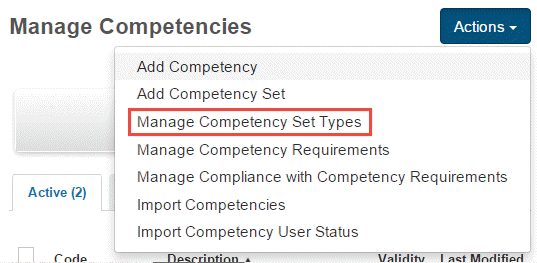 Manage Competencies
Actions
Add Competency
Add Competency Set
Manage Competency Set Types
Manage Competency Requirements
Manage Compliance with Competency Requirements
Import Competencies
Import Competency User Status
Active (2)
Code Description Validity Last Modified